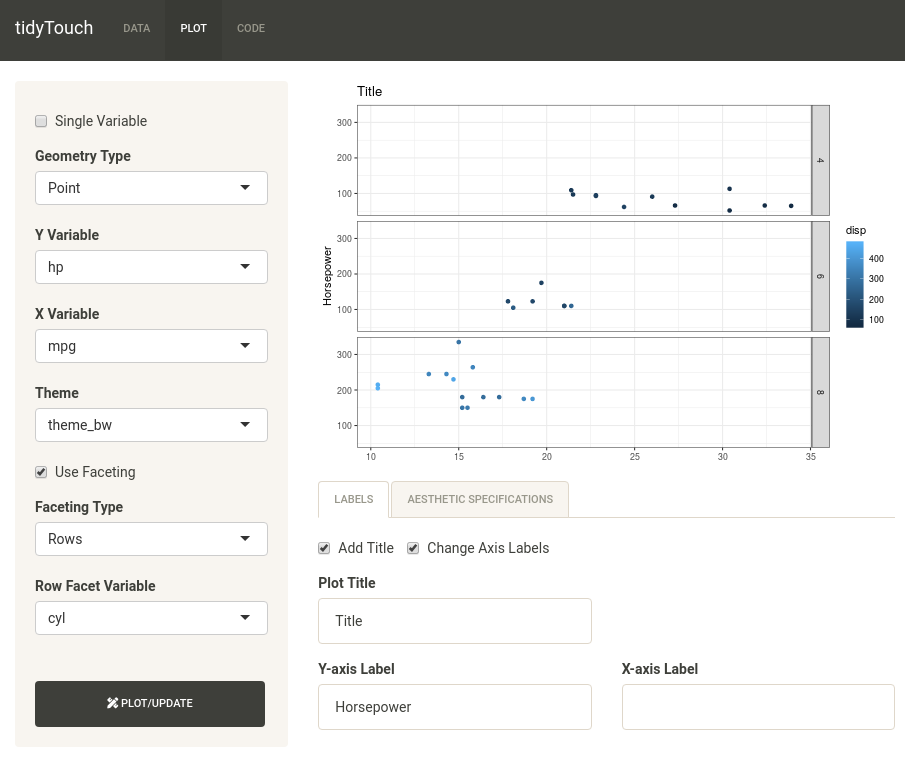 tidyTouch DATA PLOT CODE
Single Variable
Geometry Type
Point
Y Variable
hp
X Variable
mpg
Theme
theme_bw
Use Faceting
Faceting Type
Rows
Row Facet Variable
cyl
PLOT/UPDATE
Title
300
200
100
4
300
200
100
6
300
200
100
8
Horsepower
10 15 20 25 30 35
disp
400
300
200
100
LABELS AESTHETIC SPECIFICATIONS
Add Title Change Axis Labels
Plot Title
Title
Y-axis Label X-axis Label
Horsepower